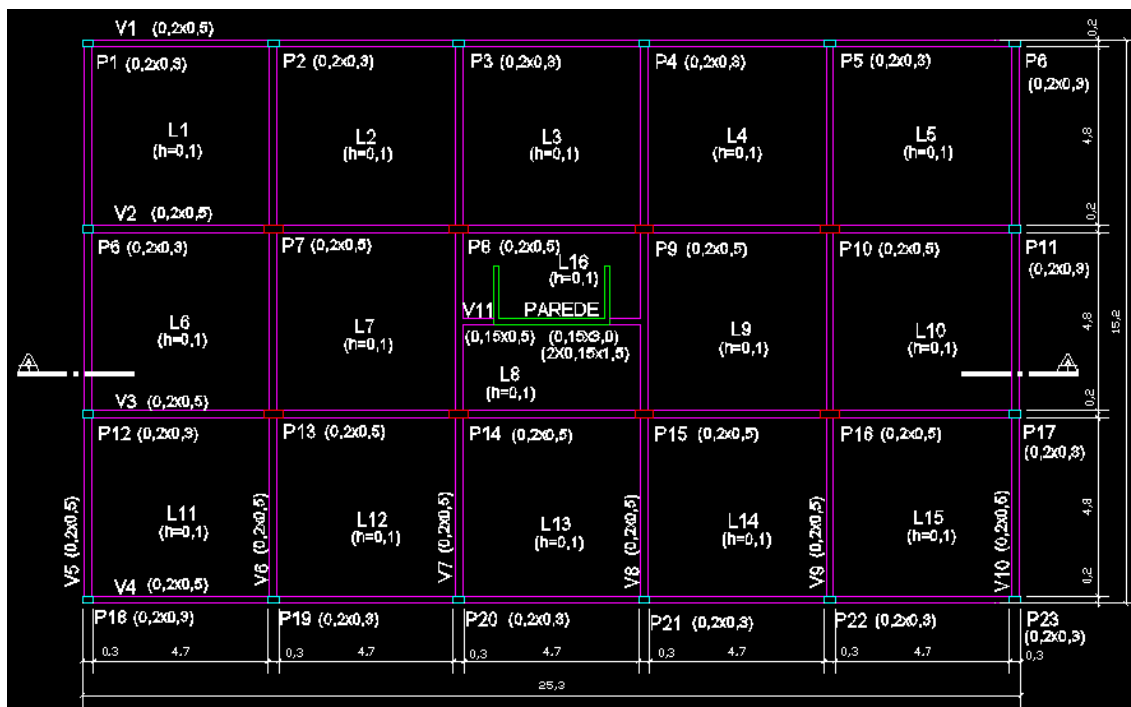 V1 (0,2x0,5)
0,2
P1 (0,2x0,3) P2 (0,2x0,3) P3 (0,2x0,3) P4 (0,2x0,3) P5 (0,2x0,3) P6
(0,2x0,3)
L1 L2 L3 L4 L5
(h=0,1) (h=0,1) (h=0,1) (h=0,1) (h=0,1)
4,8
V2 (0,2x0,5)
0,2
P6 (0,2x0,3) P7 (0,2x0,5) P8 (0,2x0,5) P9 (0,2x0,5) P10 (0,2x0,5) P11
(0,2x0,3)
L16
(h=0,1)
V11 PAREDE
(0,15x0,5) (0,15x3,0)
(2X0,15x1,5)
L6 L7 L8 L9 L10
(h=0,1) (h=0,1) (h=0,1) (h=0,1) (h=0,1)
4,8
15,2
A A
V3 (0,2x0,5)
0,2
P12 (0,2x0,3) P13 (0,2x0,5) P14 (0,2x0,5) P15 (0,2x0,5) P16 (0,2x0,5) P17
(0,2x0,3)
L11 L12 L13 L14 L15
(h=0,1) (h=0,1) (h=0,1) (h=0,1) (h=0,1)
4,8
V5 (0,2x0,5) V6 (0,2x0,5) V7 (0,2x0,5) V8 (0,2x0,5) V9 (0,2x0,5) V10 (0,2x0,5)
V4 (0,2x0,5)
0,2
P18 (0,2x0,3) P19 (0,2x0,3) P20 (0,2x0,3) P21 (0,2x0,3) P22 (0,2x0,3) P23
(0,2x0,3)
0,3 4.7 0,3 4.7 0,3 4.7 0,3 4.7 0,3 4.7 0,3
25,3